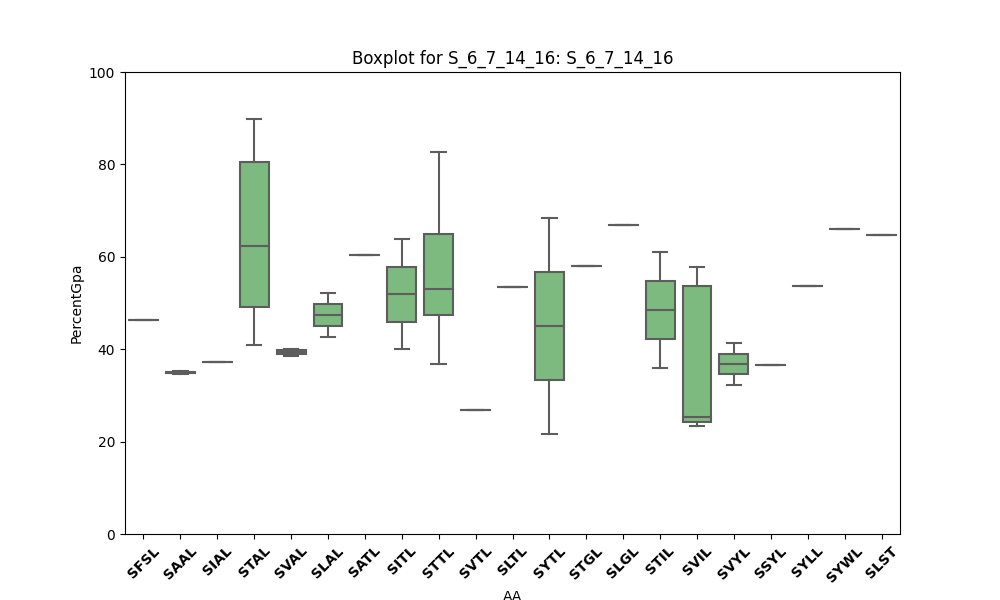 Boxplot for S_6_7_14_16: S_6_7_14_16
100
80
60
40
20
0
PercentGpa
SFSL SAAL SIAL STAL SVAL SLAL SATL SITL STTL SVTL SLTL SYTL STGL SLGL STIL SVIL SVYL SSYL SYLL SYWL SLST
AA